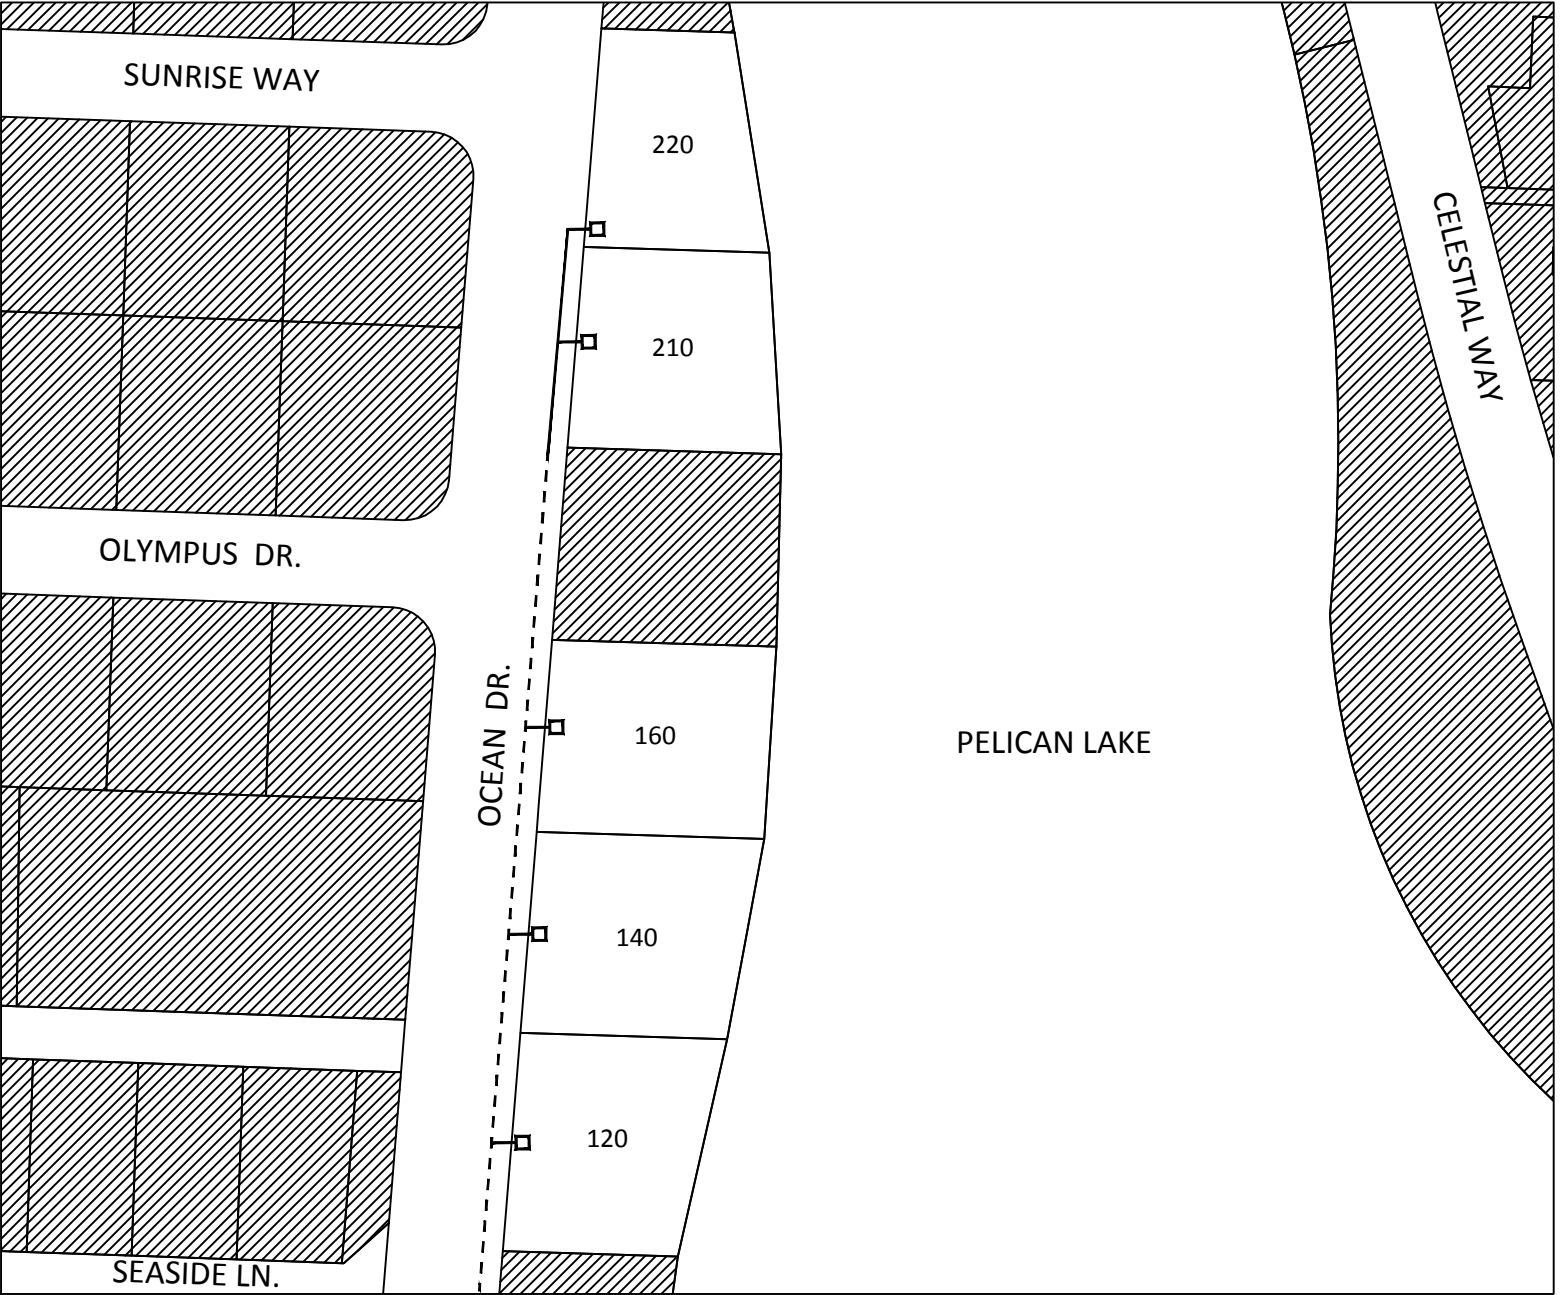 SUNRISE WAY
220
CELESTIAL WAY
210
OLYMPUS DR.
OCEAN DR.
160
PELICAN LAKE
140
120
SEASIDE LN.